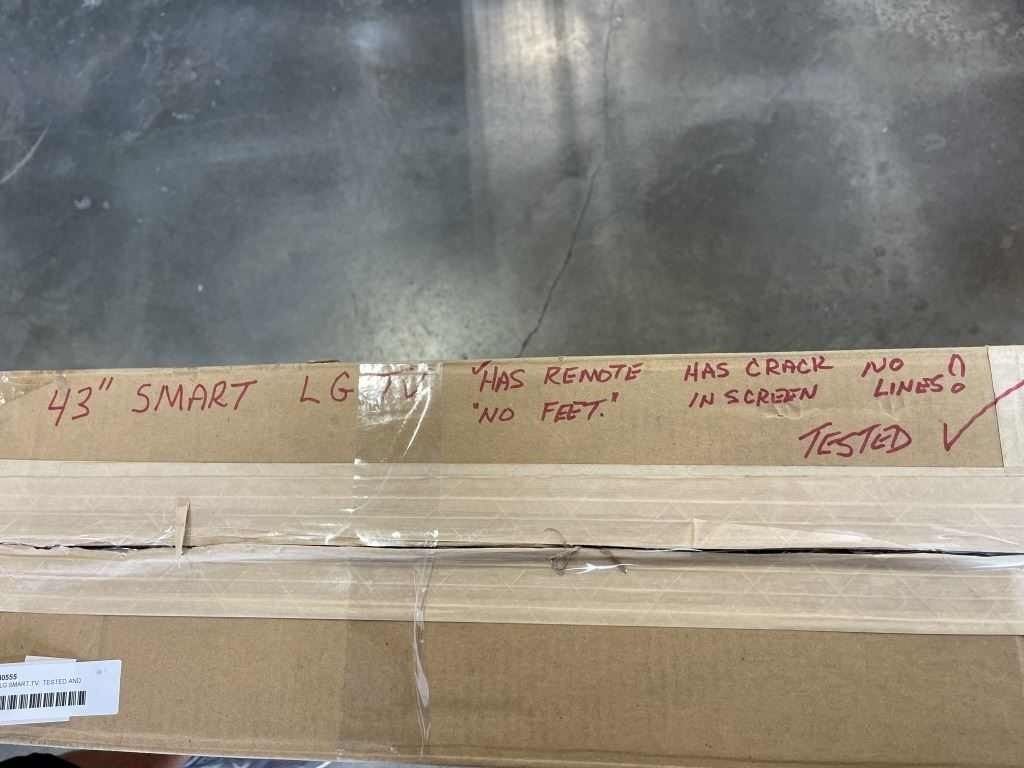 43" SMART LG TV
"HAS REMOTE
"NO FEET."
HAS CRACK NO
IN SCREEN LINES!
TESTED ✓
LG SMART TV, TESTED AND